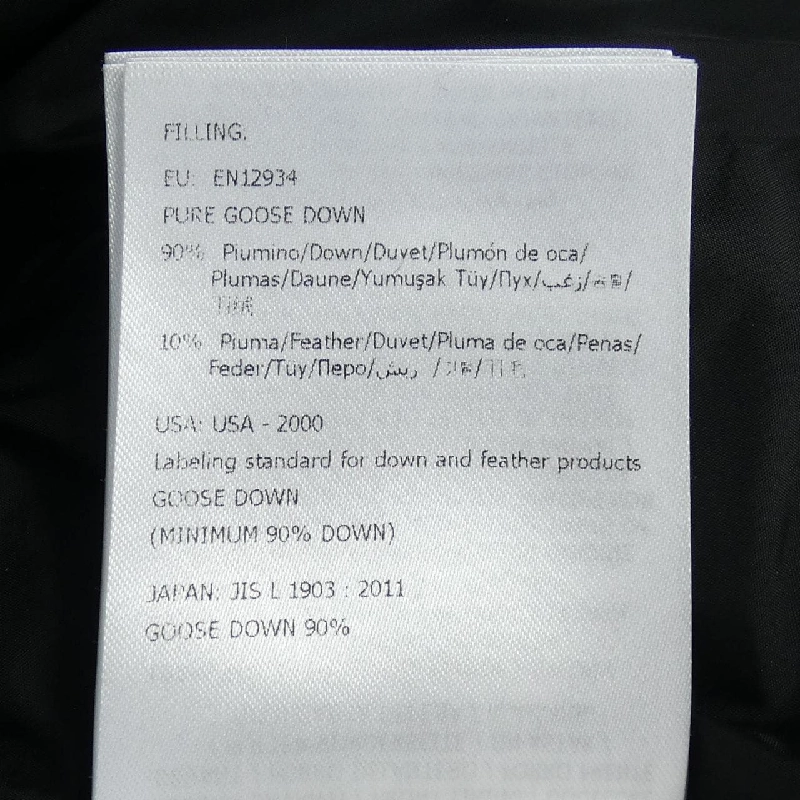 FILLING.
EU: EN12934
PURE GOOSE DOWN
90% Piumino/Down/Duvet/Plumón de oca/
Plumas/Daune/Yumuşak Tüy/Пух/زغب/
10% Piuma/Feather/Duvet/Pluma de oca/Penas/
Feder/Tüy/Перо/ريش/
USA: USA - 2000
Labeling standard for down and feather products
GOOSE DOWN
(MINIMUM 90% DOWN)
JAPAN: JIS L 1903 : 2011
GOOSE DOWN 90%